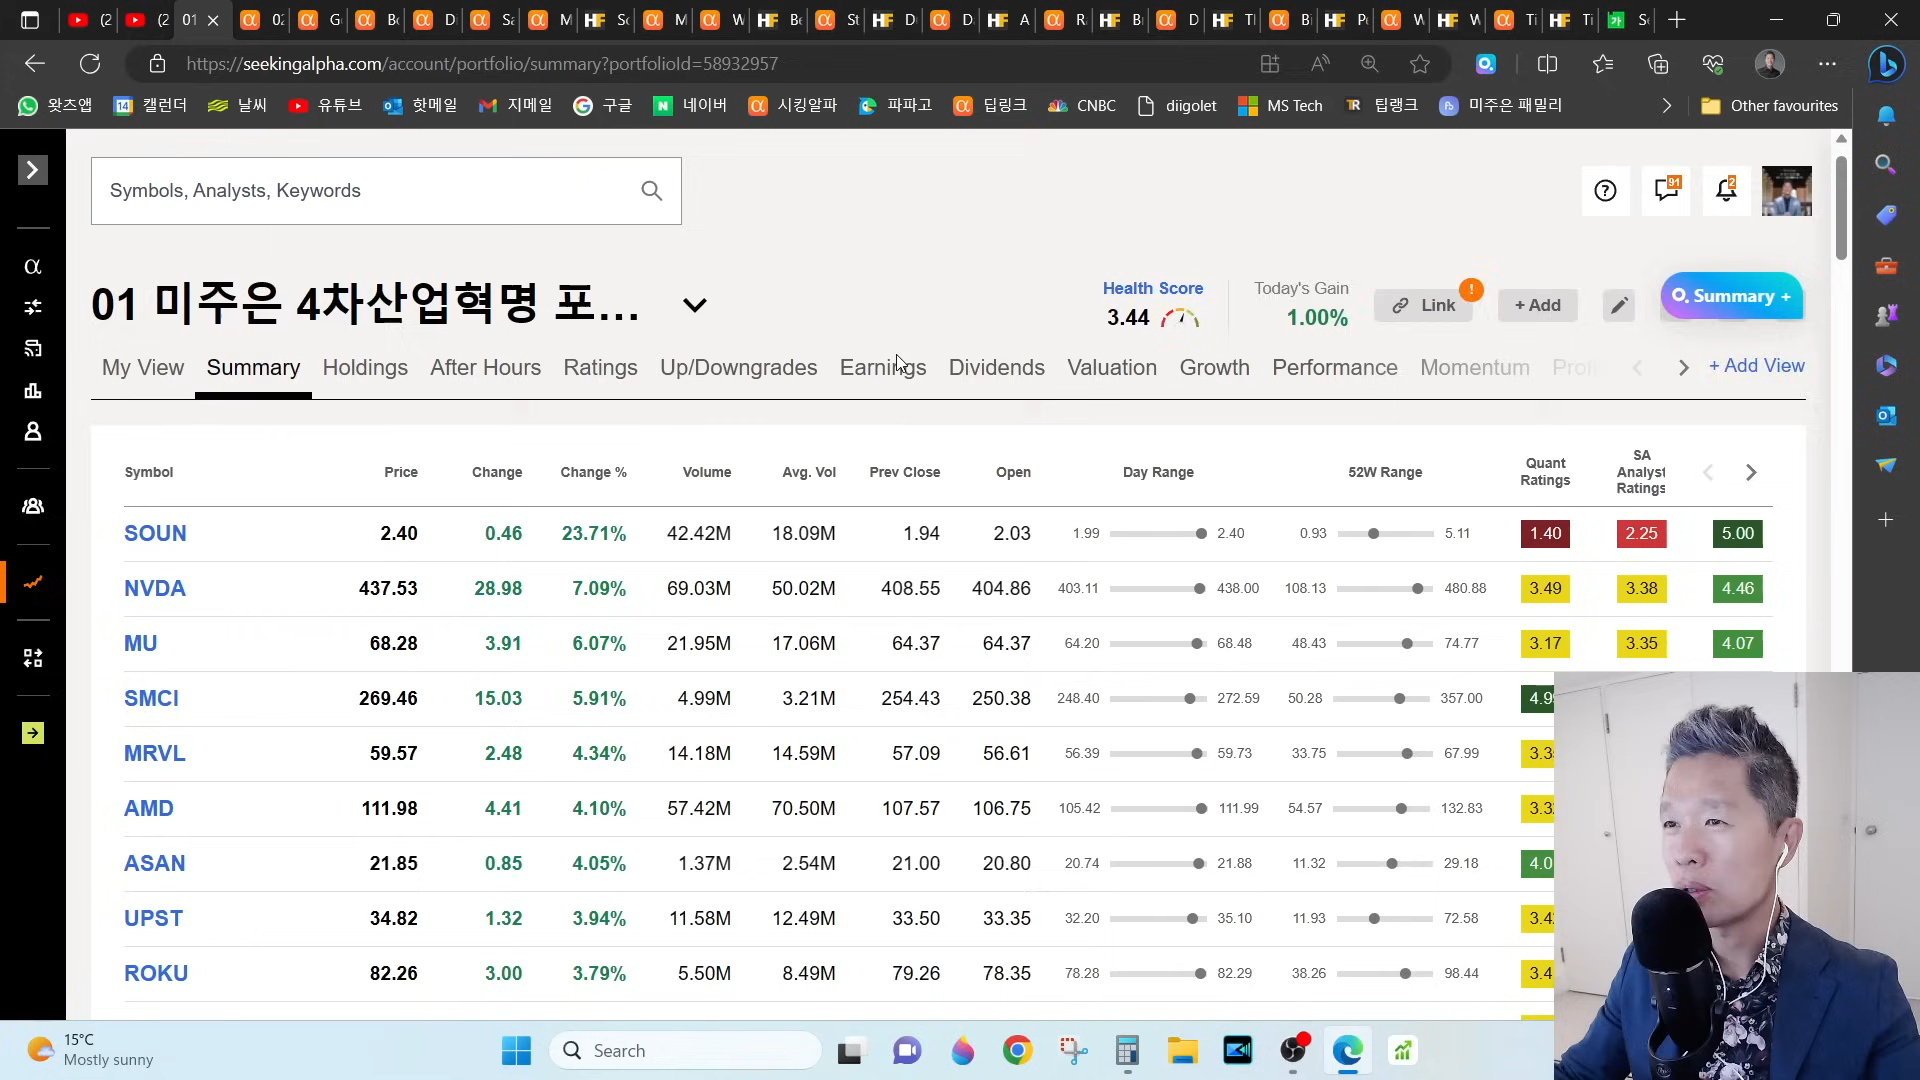 01
https://seekingalpha.com/account/portfolio/summary?portfolioId=58932957
왓츠앱 캘린더 날씨 유튜브 핫메일 지메일 구글 네이버 시킹알파 파파고 딥링크 CNBC diigolet MS Tech 팁랭크 미주은 패밀리 Other favourites
Symbols, Analysts, Keywords
91
2
01 미주은 4차산업혁명 포...
Health Score
3.44
Today's Gain
1.00%
Link
!
+ Add
Summary +
My View Summary Holdings After Hours Ratings Up/Downgrades Earnings Dividends Valuation Growth Performance Momentum + Add View
Symbol Price Change Change % Volume Avg. Vol Prev Close Open Day Range 52W Range Quant Ratings SA Analyst Ratings
SOUN 2.40 0.46 23.71% 42.42M 18.09M 1.94 2.03 1.99 2.40 0.93 5.11 1.40 2.25 5.00
NVDA 437.53 28.98 7.09% 69.03M 50.02M 408.55 404.86 403.11 438.00 108.13 480.88 3.49 3.38 4.46
MU 68.28 3.91 6.07% 21.95M 17.06M 64.37 64.37 64.20 68.48 48.43 74.77 3.17 3.35 4.07
SMCI 269.46 15.03 5.91% 4.99M 3.21M 254.43 250.38 248.40 272.59 50.28 357.00
MRVL 59.57 2.48 4.34% 14.18M 14.59M 57.09 56.61 56.39 59.73 33.75 67.99
AMD 111.98 4.41 4.10% 57.42M 70.50M 107.57 106.75 105.42 111.99 54.57 132.83
ASAN 21.85 0.85 4.05% 1.37M 2.54M 21.00 20.80 20.74 21.88 11.32 29.18
UPST 34.82 1.32 3.94% 11.58M 12.49M 33.50 33.35 32.20 35.10 11.93 72.58
ROKU 82.26 3.00 3.79% 5.50M 8.49M 79.26 78.35 78.28 82.29 38.26 98.44
15°C
Mostly sunny
Search